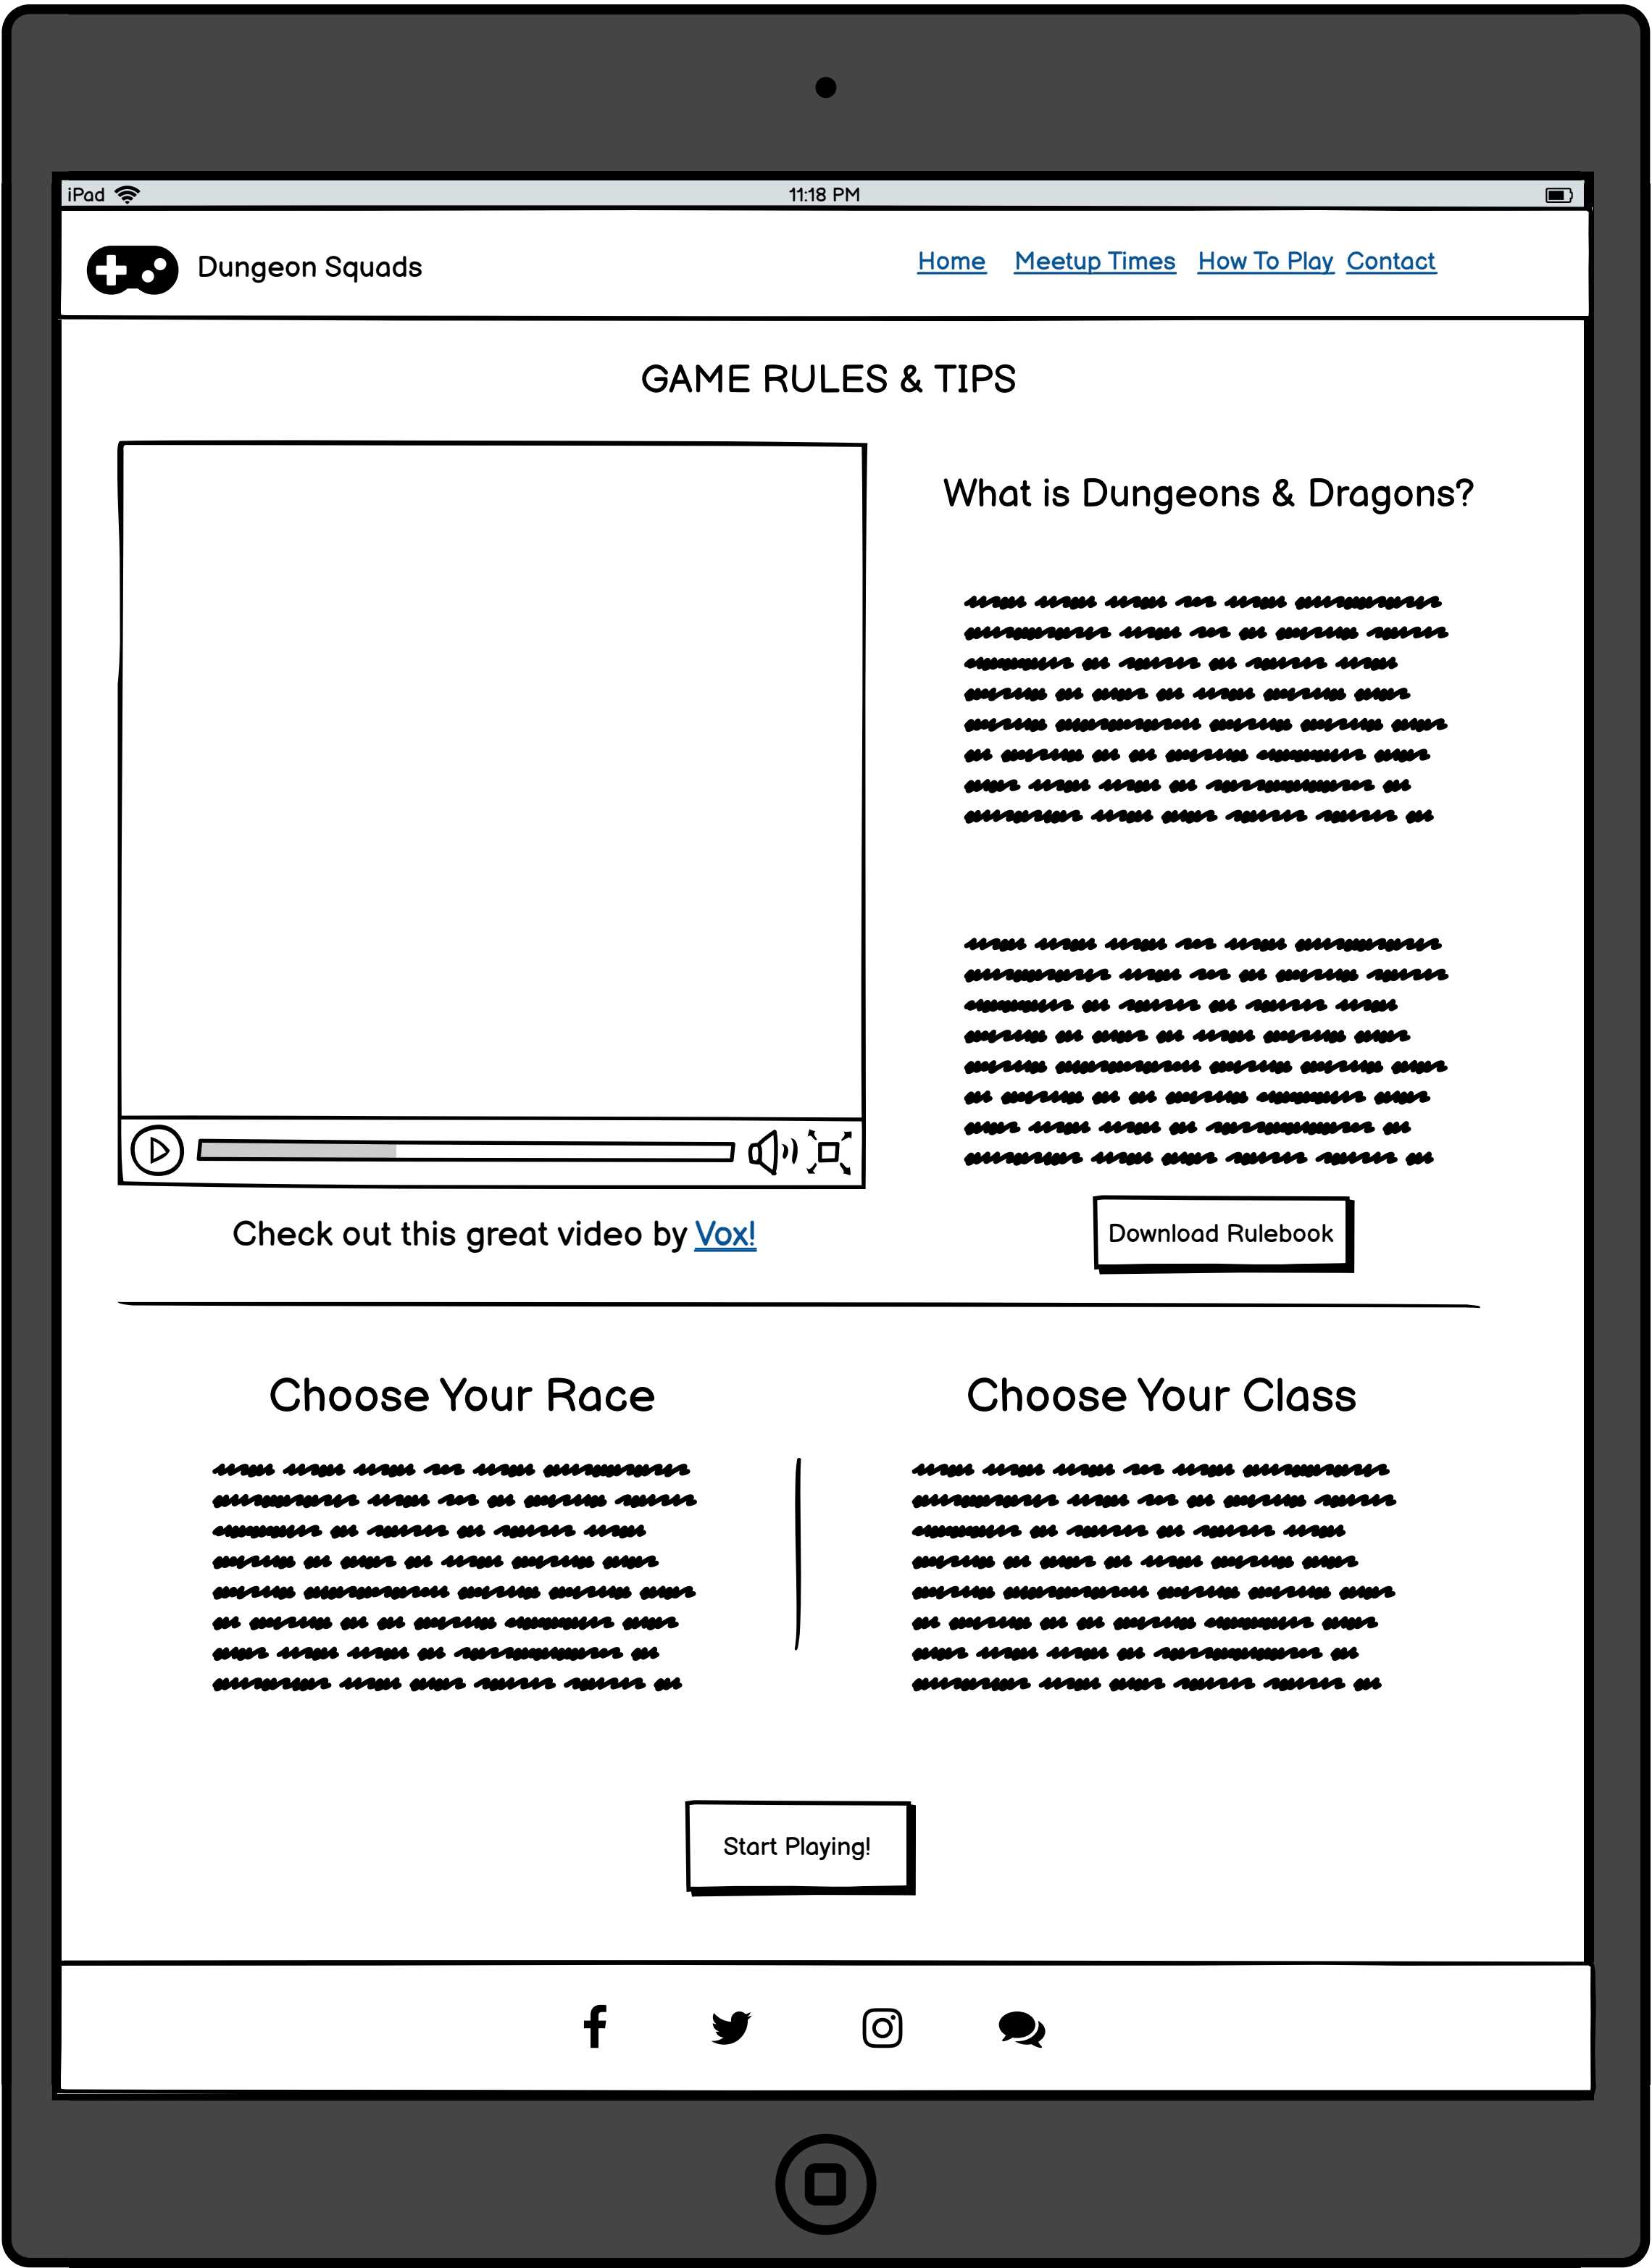 iPad
11:18 PM
Dungeon Squads
Home Meetup Times How To Play Contact
GAME RULES & TIPS
What is Dungeons & Dragons?
Check out this great video by Vox!
Download Rulebook
Choose Your Race
Choose Your Class
Start Playing!